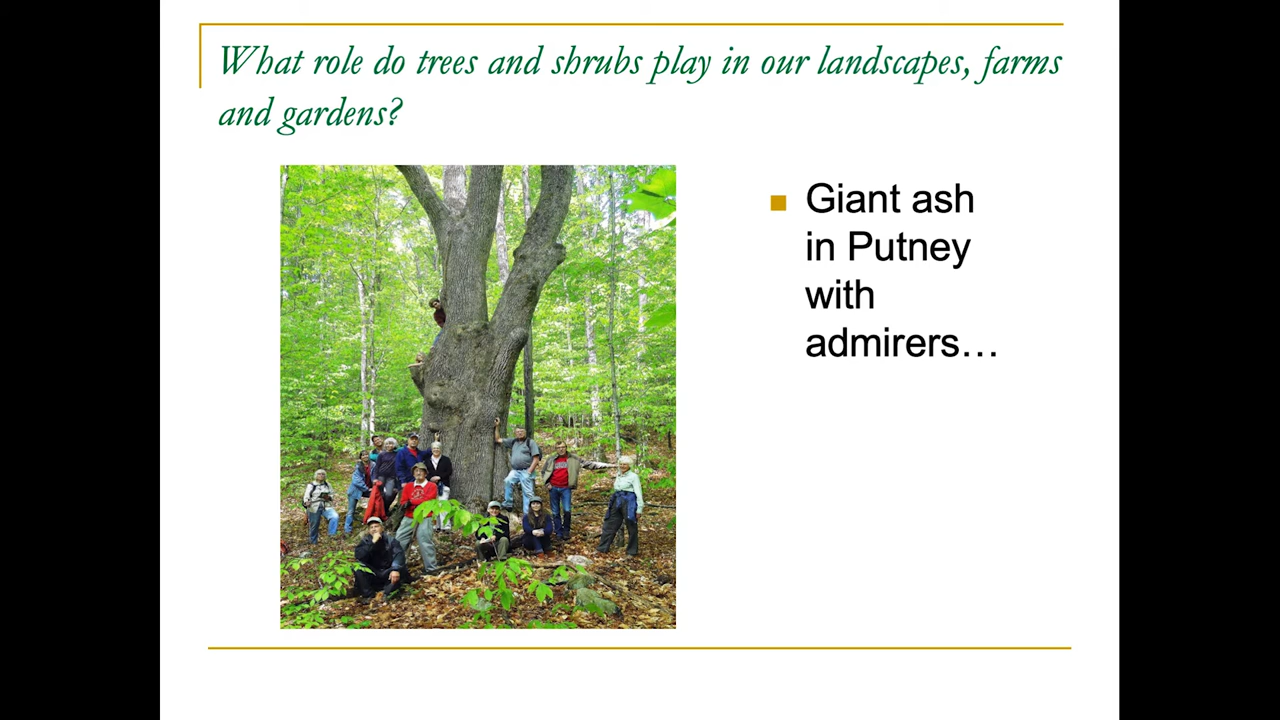 What role do trees and shrubs play in our landscapes, farms
and gardens?
Giant ash
in Putney
with
admirers…